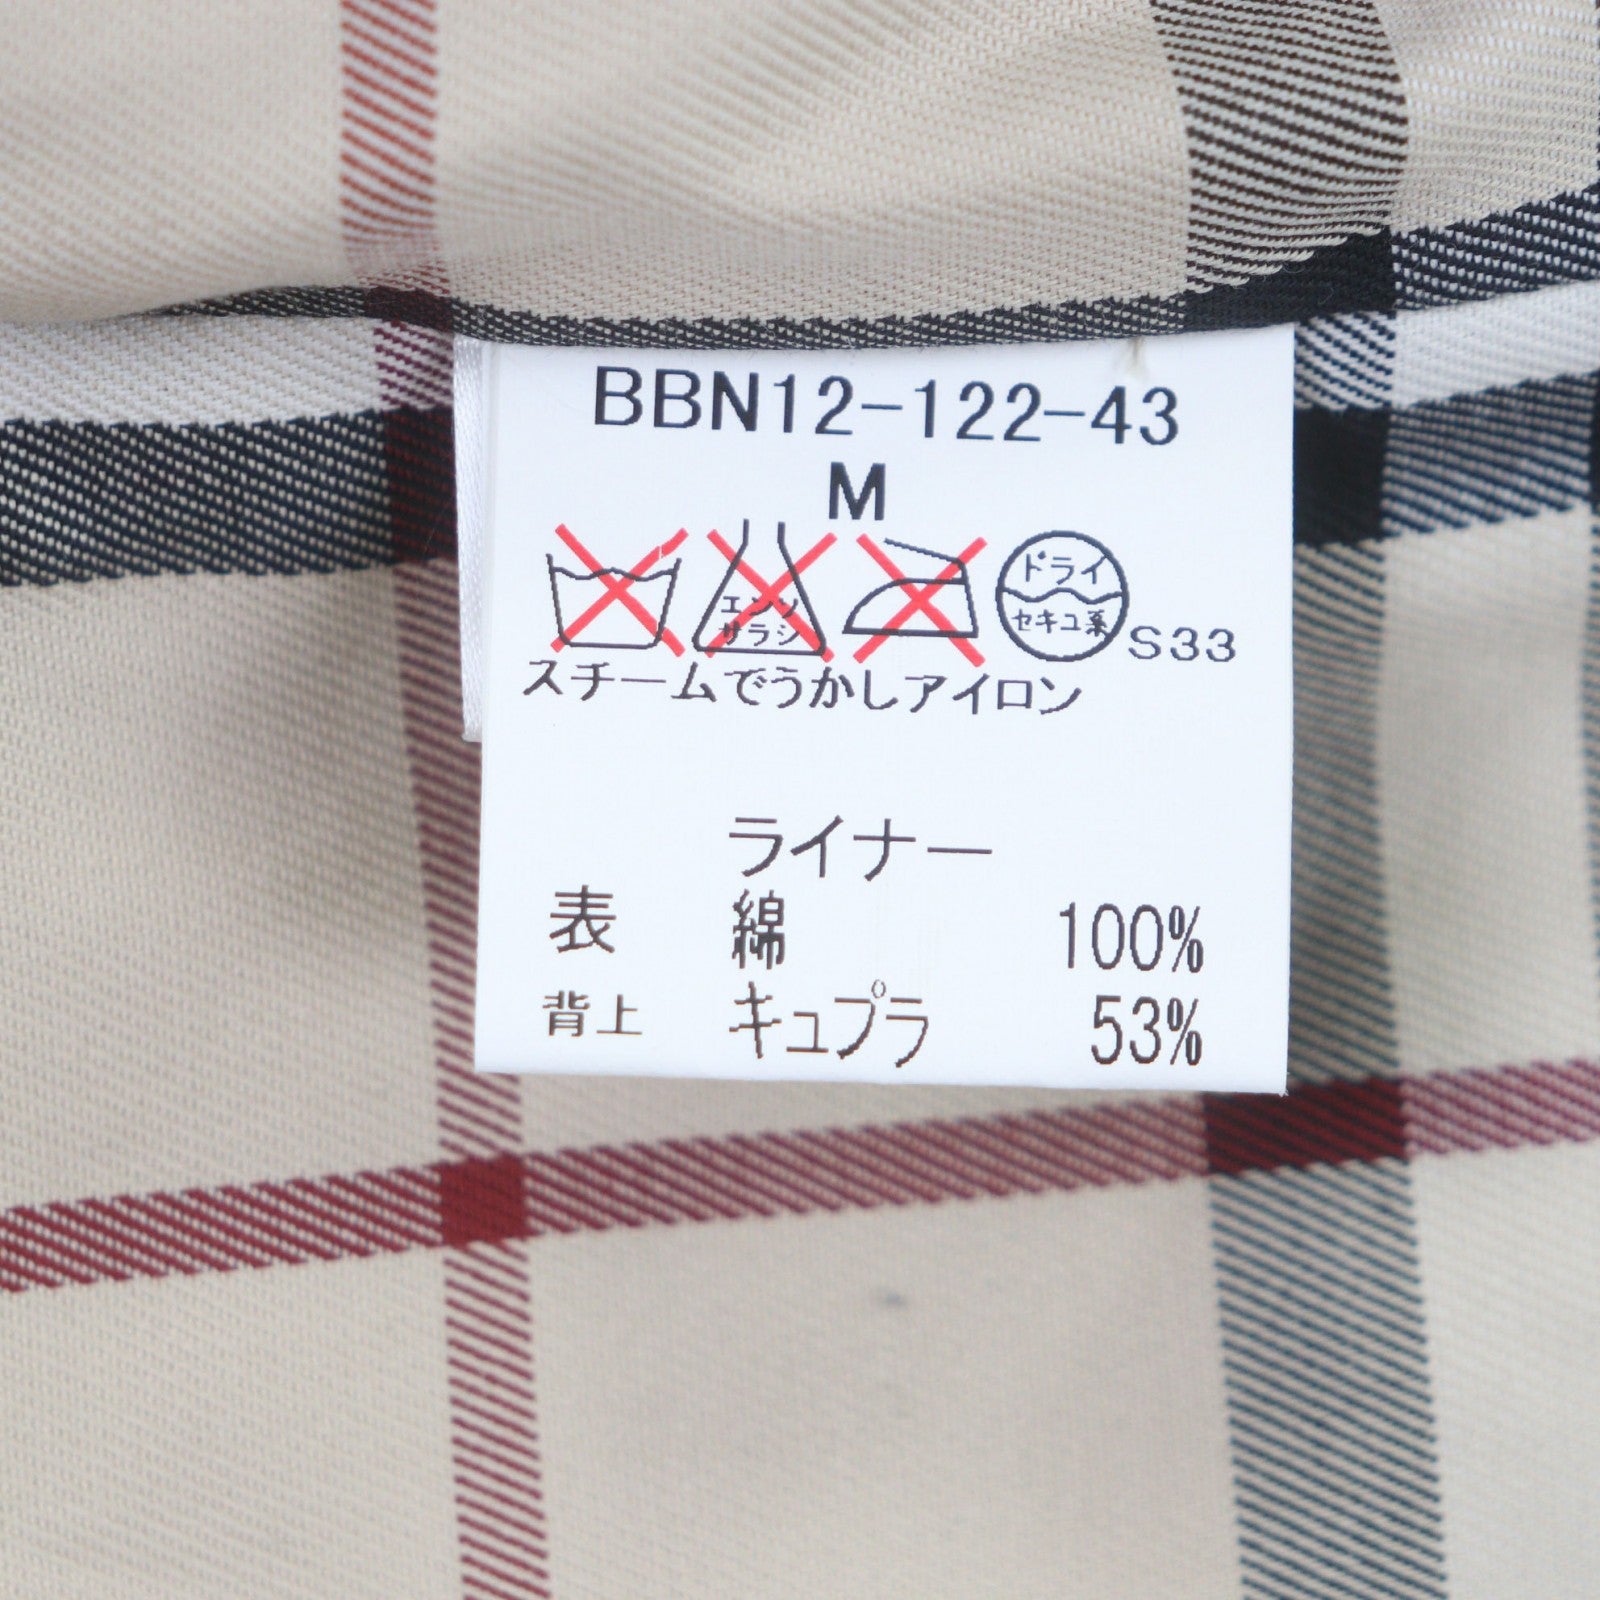 BBN12-122-43
M
エンソ
サラシ
ドライ
セキユ系
S33
スチームでうかしアイロン
ライナー
表 綿 100%
背上 キュプラ 53%